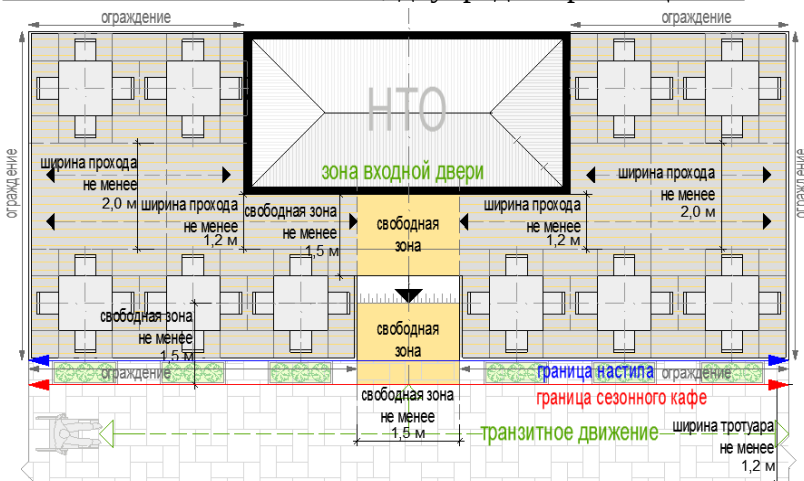 ограждение
ограждение
ограждение
ограждение
НТО
зона входной двери
ширина прохода
не менее
2,0 м
ширина прохода
не менее
1,2 м
свободная зона
не менее
1,5 м
свободная
зона
ширина прохода
не менее
1,2 м
ширина прохода
не менее
2,0 м
свободная зона
не менее
1,5 м
свободная
зона
ограждение
граница настила
ограждение
граница сезонного кафе
свободная зона
не менее
1,5 м
транзитное движение
ширина тротуара
не менее
1,2 м